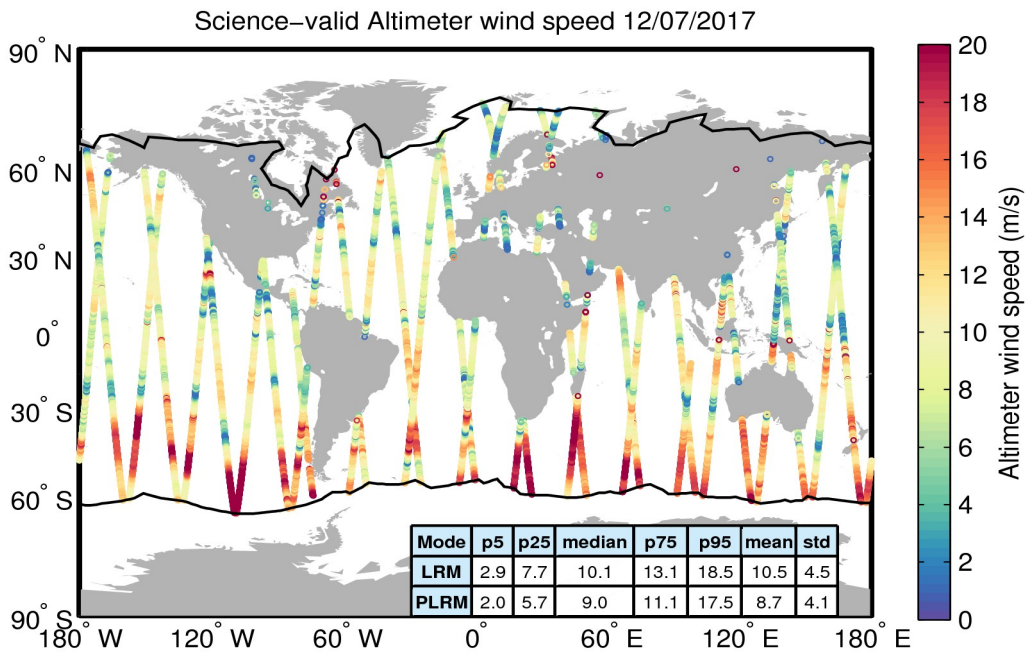 Science−valid Altimeter wind speed 12/07/2017
90° N
60° N
30° N
0°
30° S
60° S
90° S
180° W
120° W
60° W
0°
60° E
120° E
180° E
Mode p5 p25 median p75 p95 mean std
LRM 2.9 7.7 10.1 13.1 18.5 10.5 4.5
PLRM 2.0 5.7 9.0 11.1 17.5 8.7 4.1
20
18
16
14
12
10
8
6
4
2
0
Altimeter wind speed (m/s)